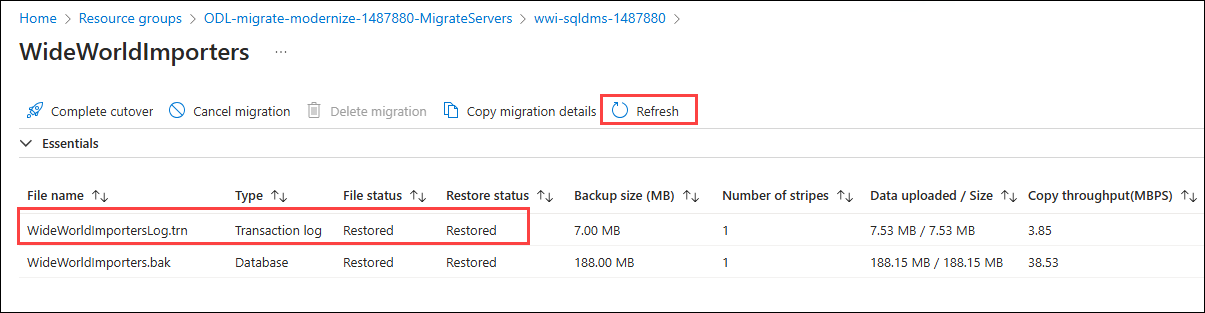 Home > Resource groups > ODL-migrate-modernize-1487880-MigrateServers > wwi-sqldms-1487880 >
WideWorldImporters ...
Complete cutover Cancel migration Delete migration Copy migration details Refresh
Essentials
File name ↑↓ Type ↑↓ File status ↑↓ Restore status ↑↓ Backup size (MB) ↑↓ Number of stripes ↑↓ Data uploaded / Size ↑↓ Copy throughput(MBPS) ↑↓
WideWorldImportersLog.trn Transaction log Restored Restored 7.00 MB 1 7.53 MB / 7.53 MB 3.85
WideWorldImporters.bak Database Restored Restored 188.00 MB 1 188.15 MB / 188.15 MB 38.53